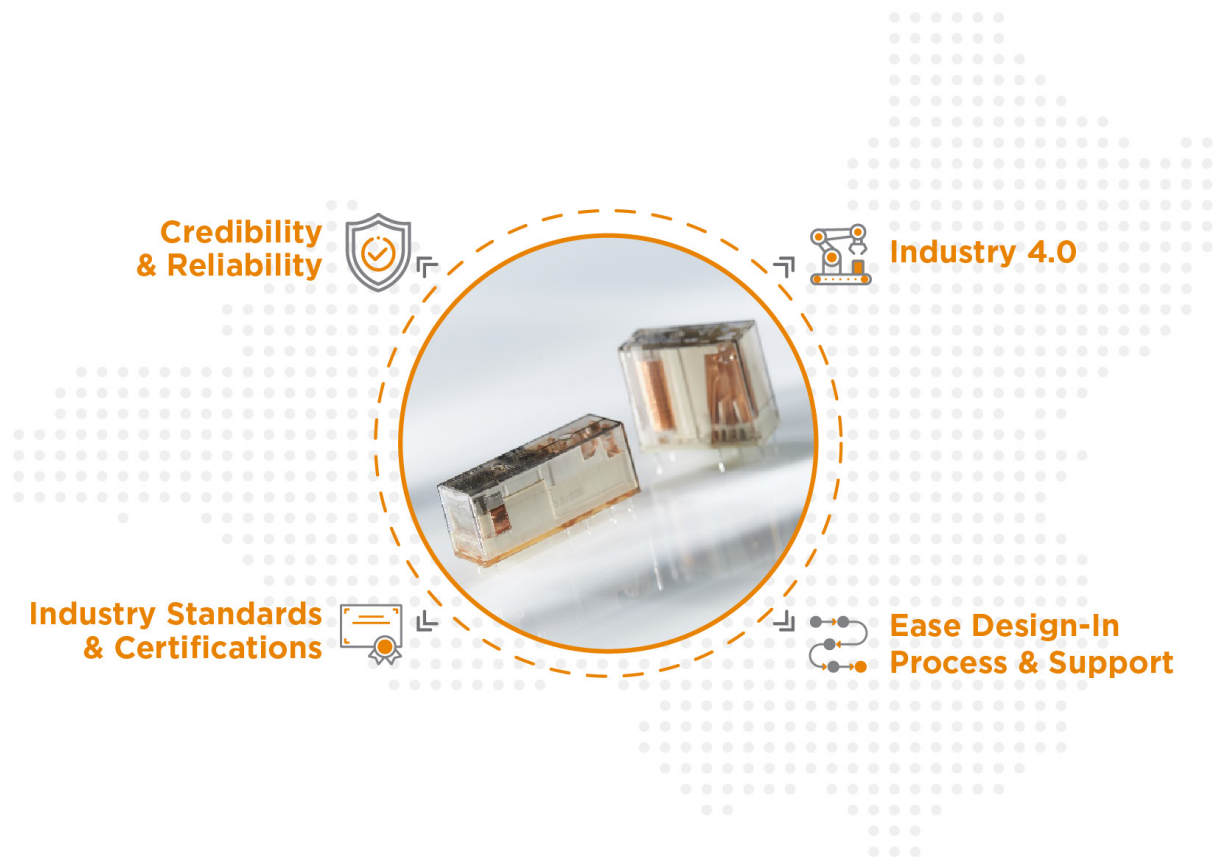 Credibility
& Reliability
Industry 4.0
Industry Standards
& Certifications
Ease Design-In
Process & Support